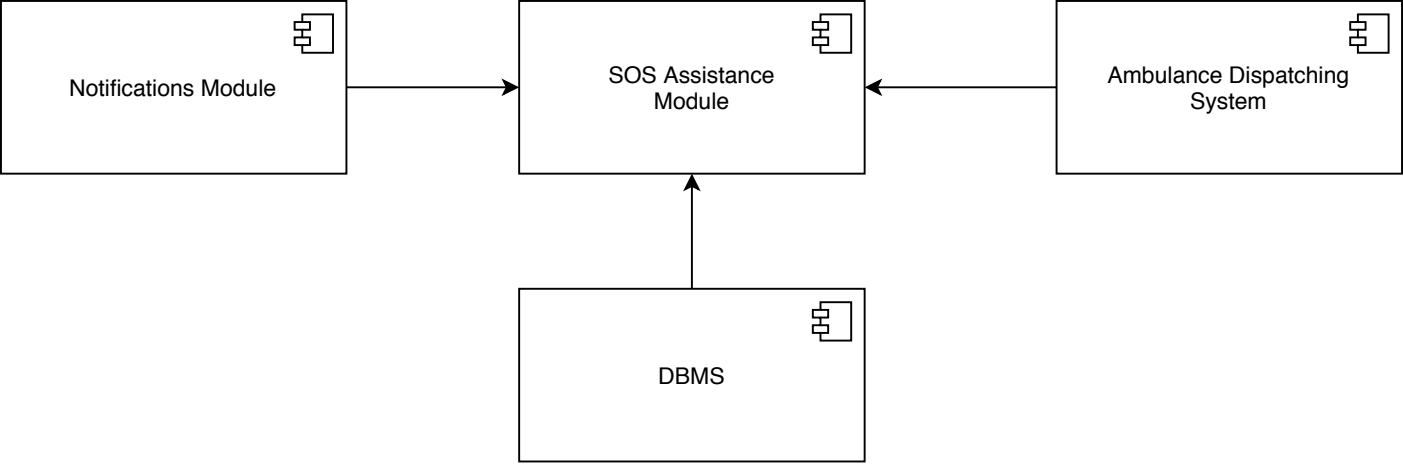 Notifications Module
SOS Assistance
Module
Ambulance Dispatching
System
DBMS